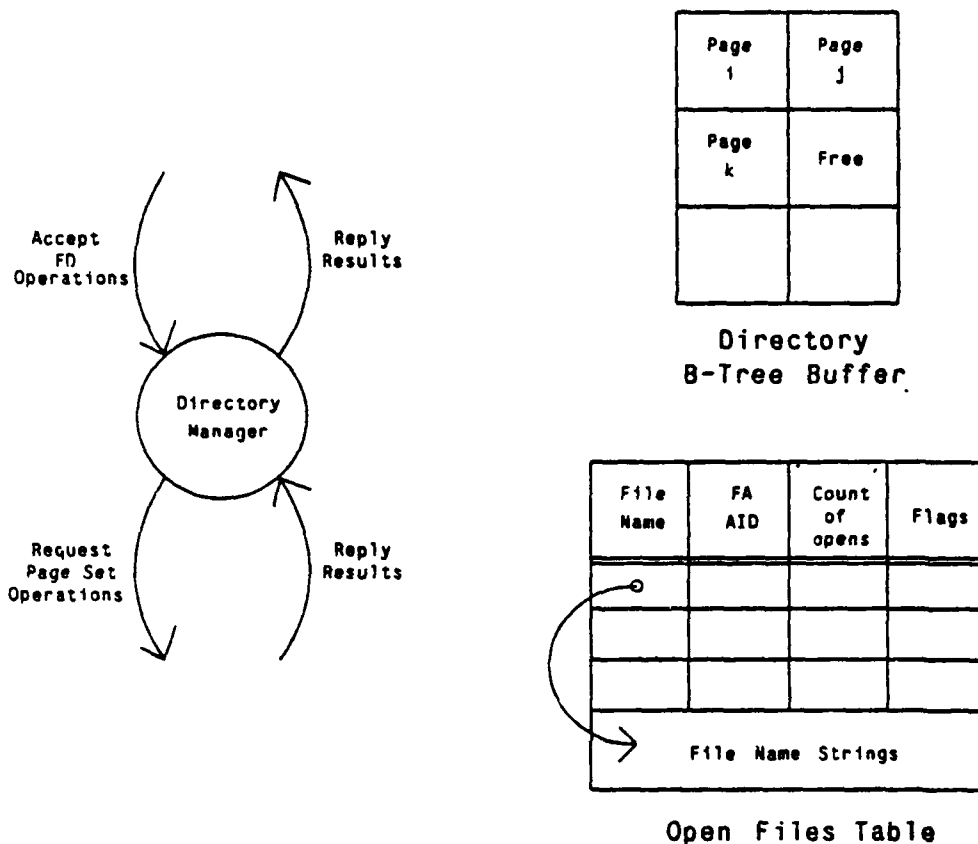 Accept
FD
Operations
Reply
Results
Directory
Manager
Request
Page Set
Operations
Reply
Results
Page
i
Page
j
Page
k
Free
Directory
B-Tree Buffer
File
Name
FA
AID
Count
of
opens
Flags
File Name Strings
Open Files Table